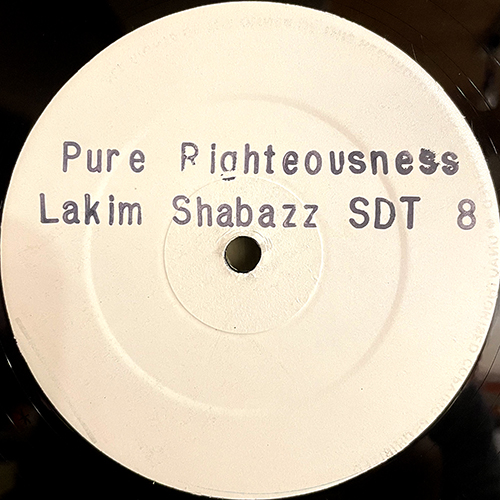 Pure Righteousness
Lakim Shabazz SDT 8